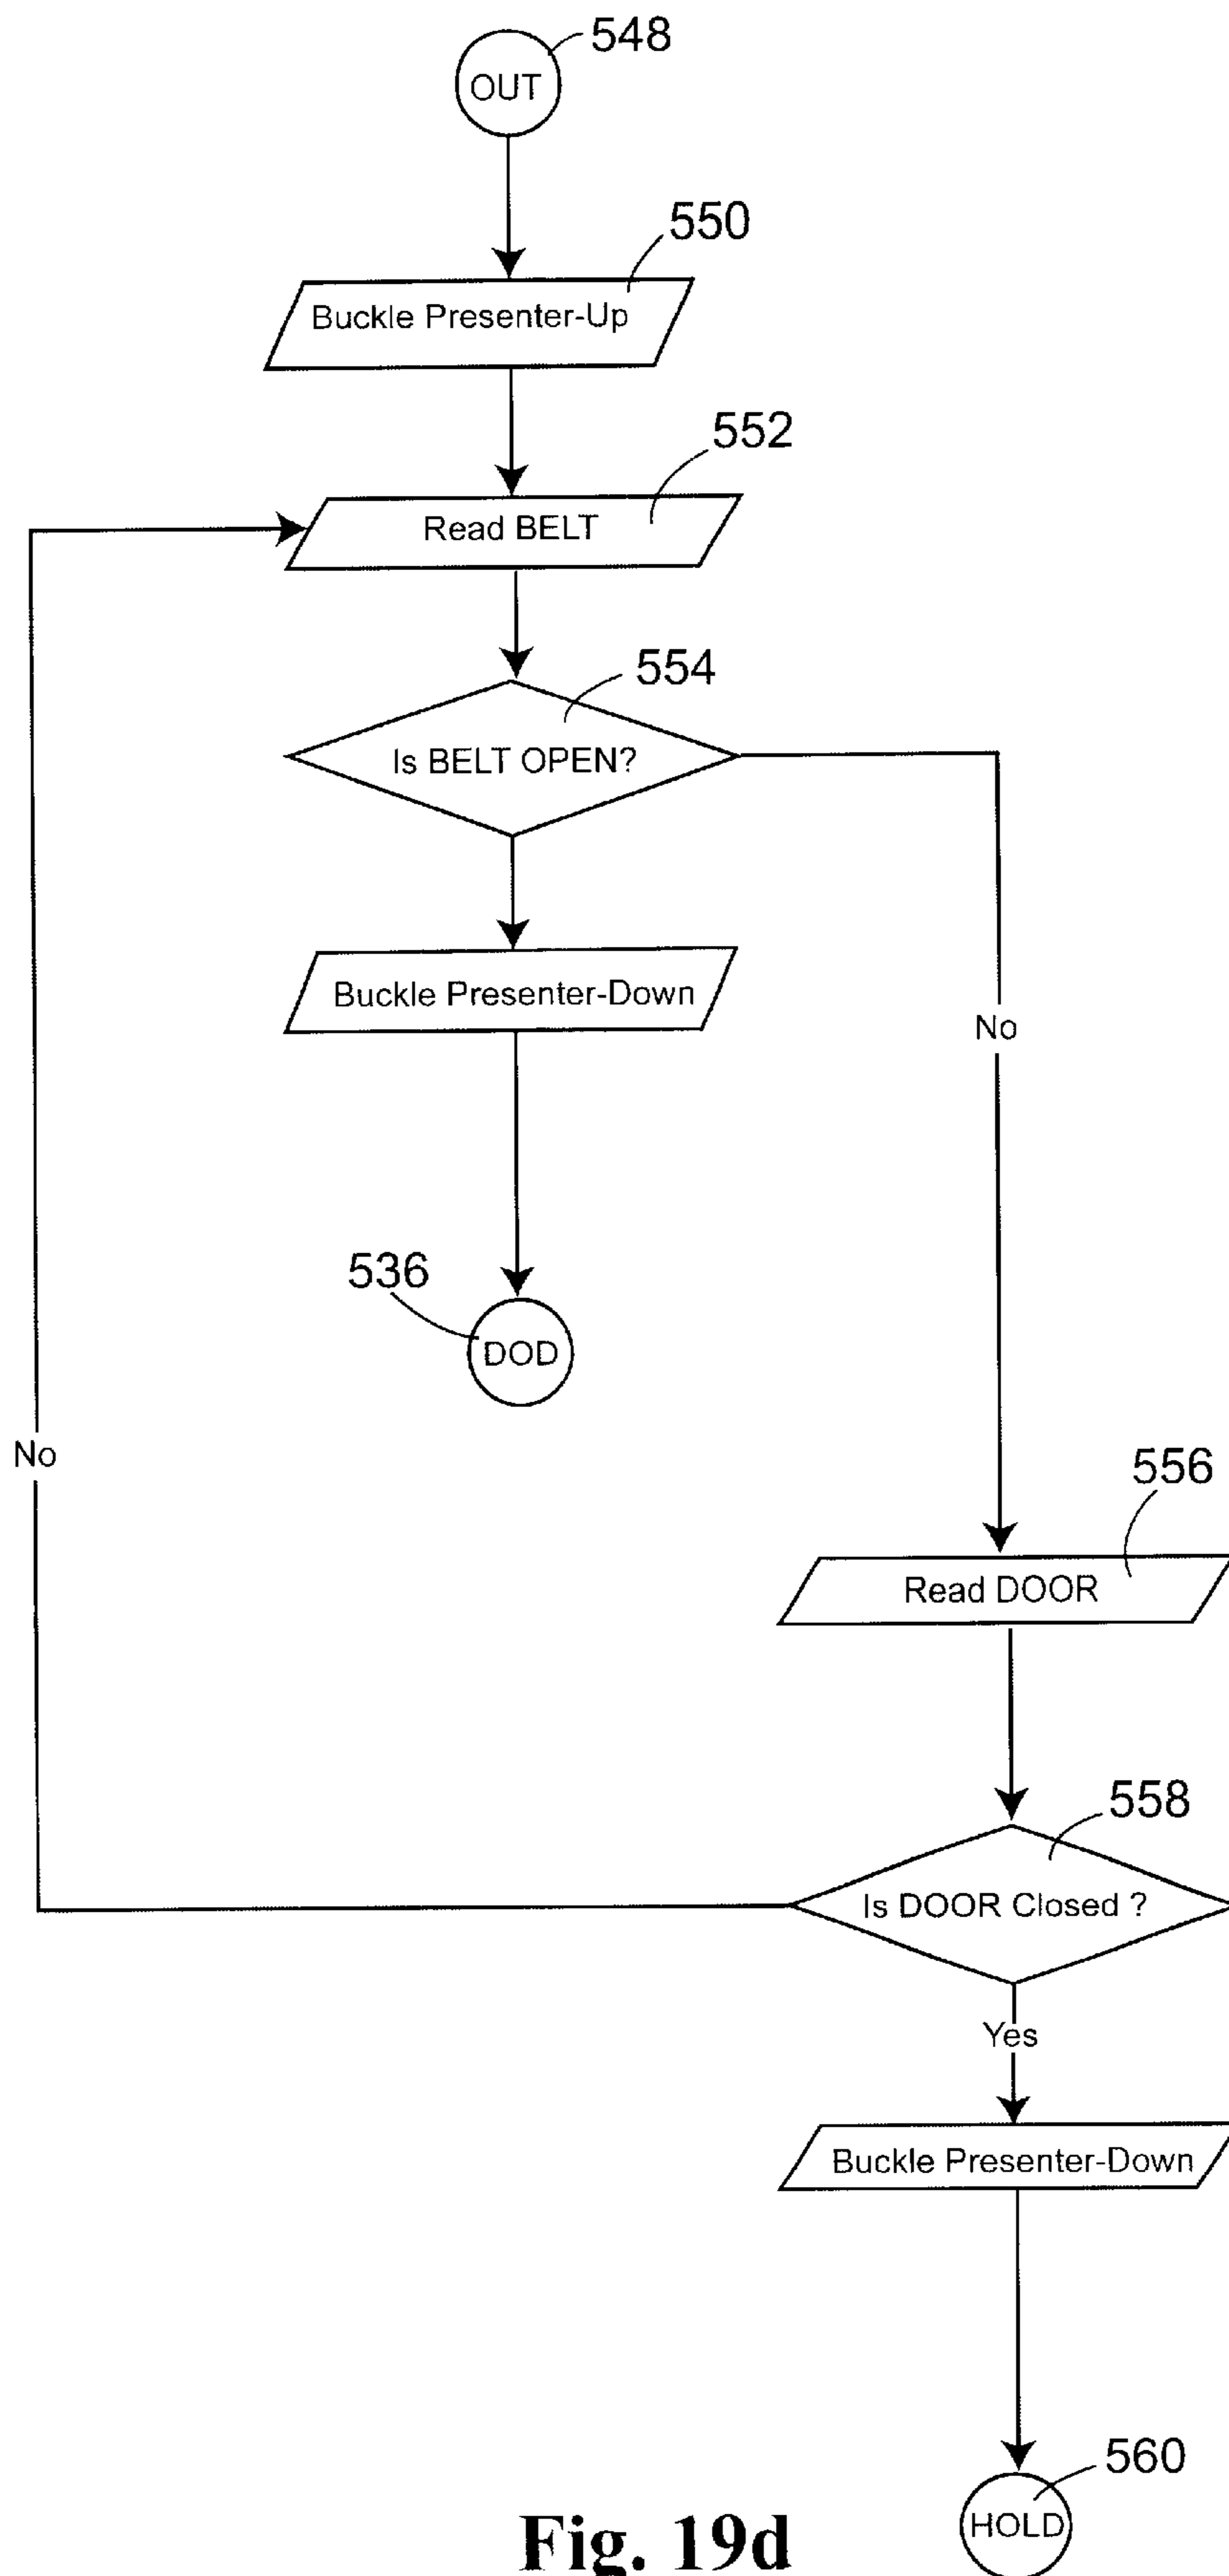 548
OUT
550
Buckle Presenter-Up
552
Read BELT
554
Is BELT OPEN?
Buckle Presenter-Down
No
536
DOD
No
556
Read DOOR
558
Is DOOR Closed ?
Yes
Buckle Presenter-Down
560
HOLD
Fig. 19d